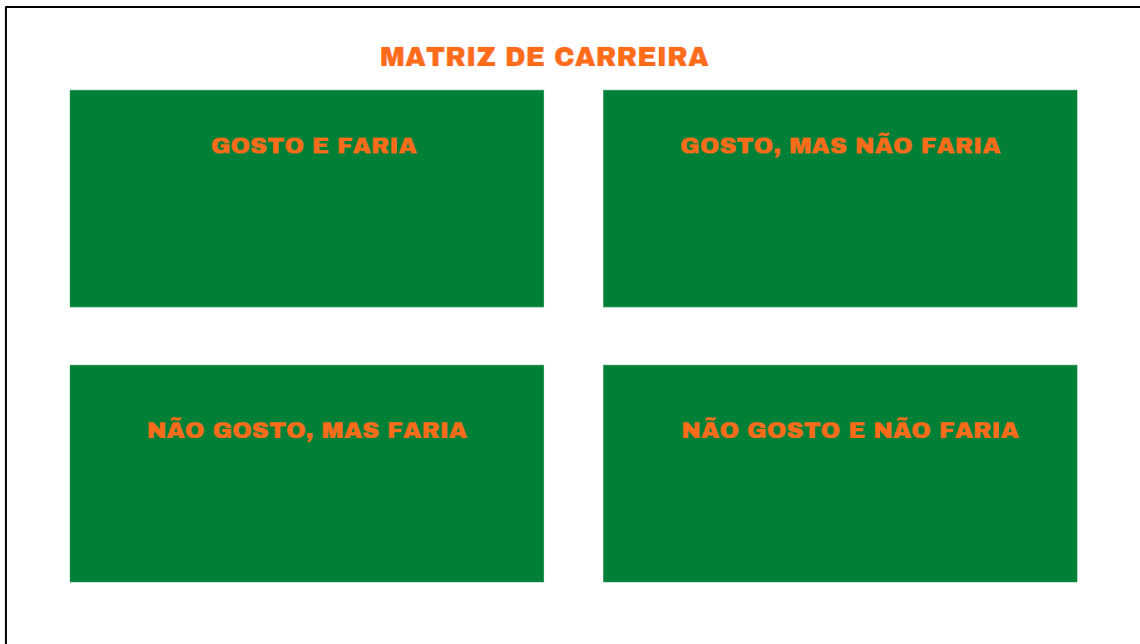 MATRIZ DE CARREIRA
GOSTO E FARIA
GOSTO, MAS NÃO FARIA
NÃO GOSTO, MAS FARIA
NÃO GOSTO E NÃO FARIA